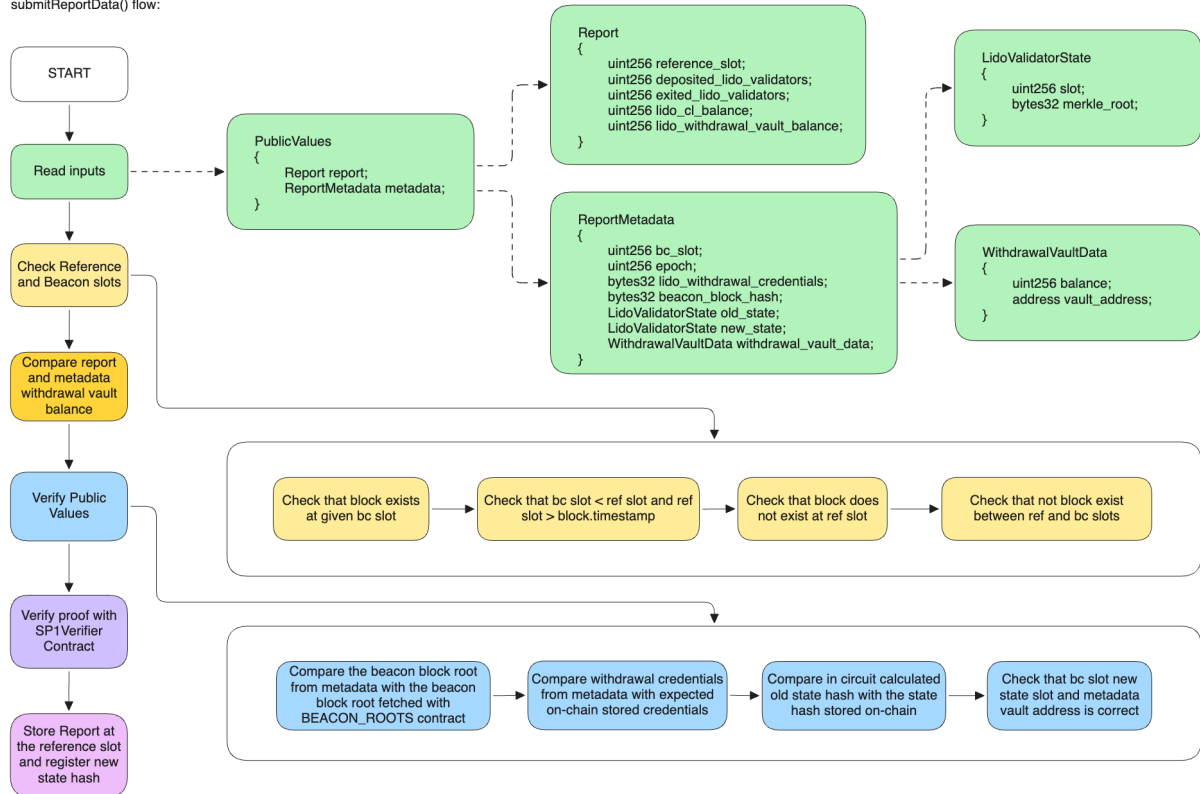 submitReportData() flow:
START
Read inputs
Check Reference
and Beacon slots
Compare report
and metadata
withdrawal vault
balance
Verify Public
Values
Verify proof with
SP1Verifier
Contract
Store Report at
the reference slot
and register new
state hash
PublicValues
{
Report report;
ReportMetadata metadata;
}
Report
{
uint256 reference_slot;
uint256 deposited_lido_validators;
uint256 exited_lido_validators;
uint256 lido_cl_balance;
uint256 lido_withdrawal_vault_balance;
}
ReportMetadata
{
uint256 bc_slot;
uint256 epoch;
bytes32 lido_withdrawal_credentials;
bytes32 beacon_block_hash;
LidoValidatorState old_state;
LidoValidatorState new_state;
WithdrawalVaultData withdrawal_vault_data;
}
LidoValidatorState
{
uint256 slot;
bytes32 merkle_root;
}
WithdrawalVaultData
{
uint256 balance;
address vault_address;
}
Check that block exists
at given bc slot
Check that bc slot < ref slot and ref
slot > block.timestamp
Check that block does
not exist at ref slot
Check that not block exist
between ref and bc slots
Compare the beacon block root
from metadata with the beacon
block root fetched with
BEACON_ROOTS contract
Compare withdrawal credentials
from metadata with expected
on-chain stored credentials
Compare in circuit calculated
old state hash with the state
hash stored on-chain
Check that bc slot new
state slot and metadata
vault address is correct